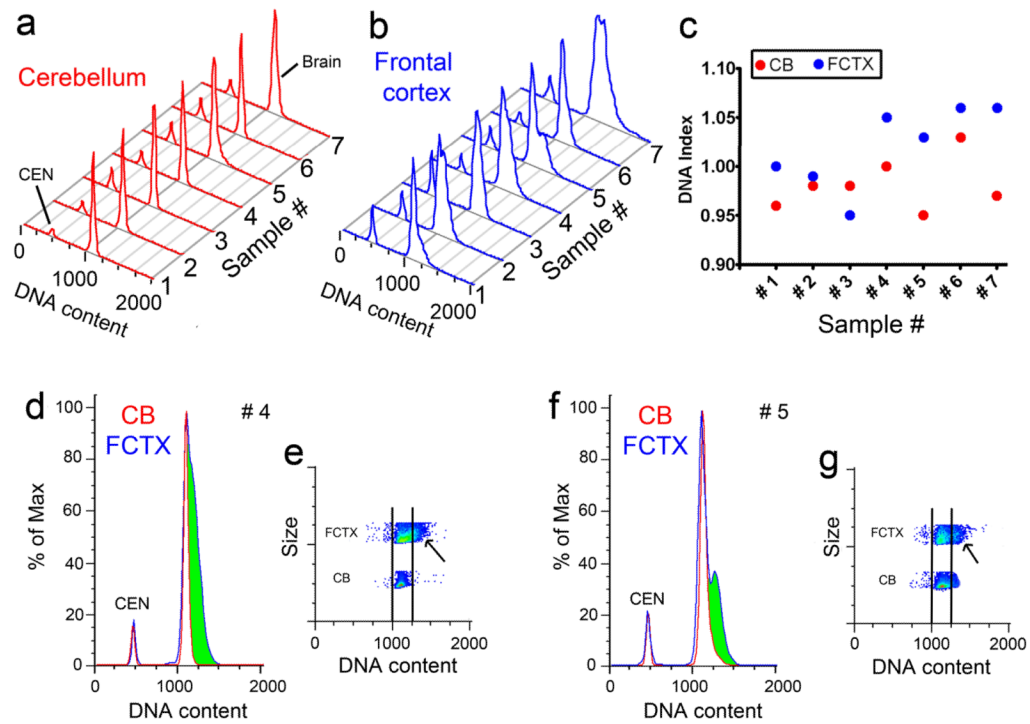 a
Cerebellum
Brain
CEN
0
1000
2000
DNA content
1
2
3
4
5
6
7
Sample #
b
Frontal
cortex
0
1000
2000
DNA content
1
2
3
4
5
6
7
Sample #
c
CB FCTX
DNA Index
1.10
1.05
1.00
0.95
0.90
#1 #2 #3 #4 #5 #6 #7
Sample #
d
CB
FCTX
# 4
% of Max
100
80
60
40
20
0
CEN
0 1000 2000
DNA content
e
Size
FCTX
CB
0 1000 2000
DNA content
f
CB
FCTX
# 5
% of Max
100
80
60
40
20
0
CEN
0 1000 2000
DNA content
g
Size
FCTX
CB
0 1000 2000
DNA content